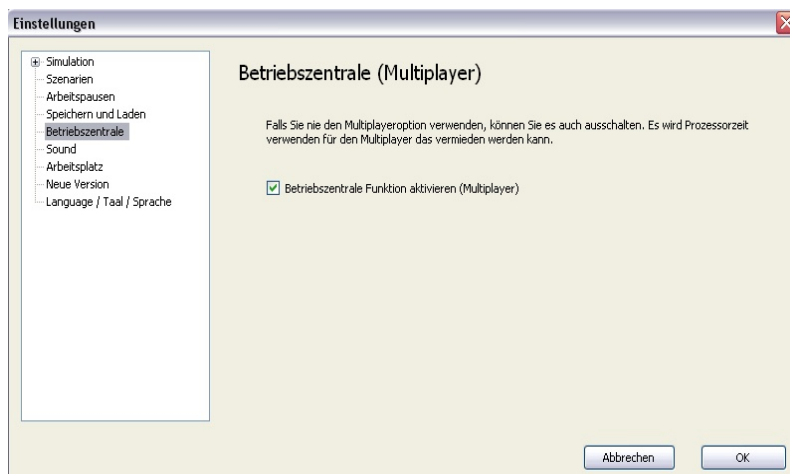 Einstellungen
Simulation
Szenarien
Arbeitspausen
Speichern und Laden
Betriebszentrale
Sound
Arbeitsplatz
Neue Version
Language / Taal / Sprache
Betriebszentrale (Multiplayer)
Falls Sie nie den Multiplayeroption verwenden, können Sie es auch ausschalten. Es wird Prozessorzeit
verwenden für den Multiplayer das vermieden werden kann.
Betriebszentrale Funktion aktivieren (Multiplayer)
Abbrechen
OK